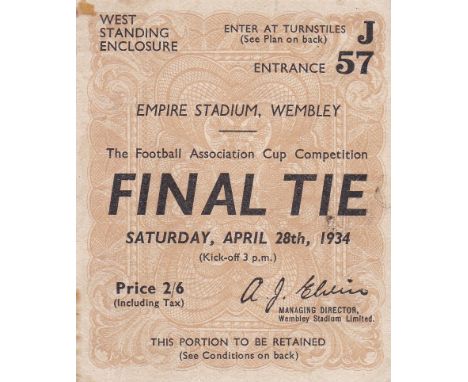 WEST
STANDING
ENCLOSURE
ENTER AT TURNSTILES
(See Plan on back)
J
ENTRANCE 57
EMPIRE STADIUM, WEMBLEY
The Football Association Cup Competition
FINAL TIE
SATURDAY, APRIL 28th, 1934
(Kick-off 3 p.m.)
Price 2/6
(Including Tax)
A. J. Elvin
MANAGING DIRECTOR,
Wembley Stadium Limited.
THIS PORTION TO BE RETAINED
(See Conditions on back)